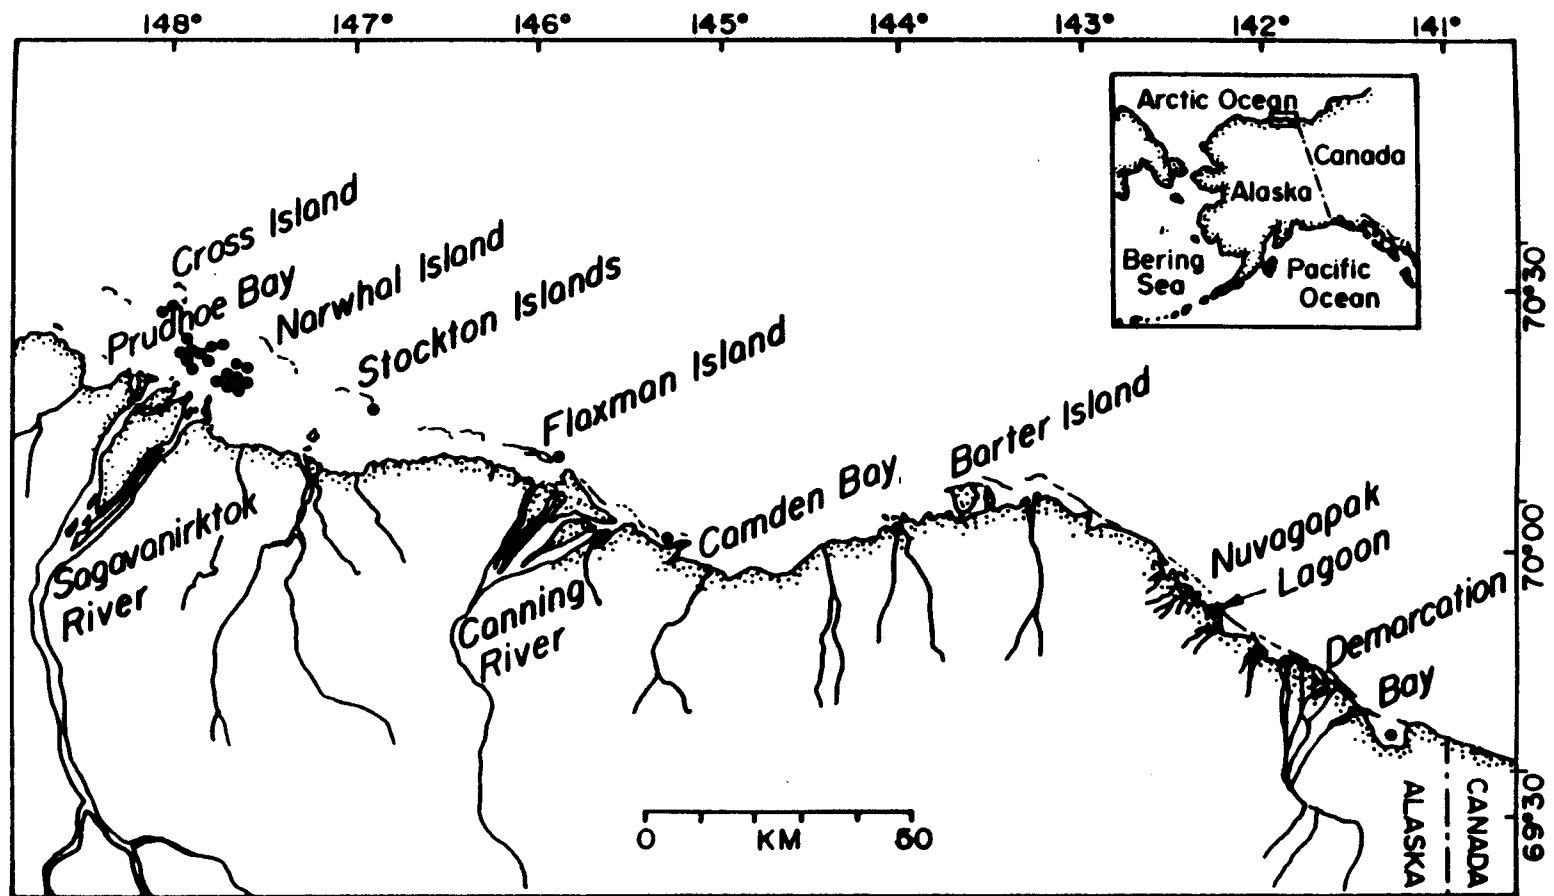 148° 147° 146° 145° 144° 143° 142° 141°
Arctic Ocean
Canada
Alaska
Bering
Sea
Pacific
Ocean
Cross Island
Prudhoe Bay
Narwhal Island
Stockton Islands
Flaxman Island
Barter Island
Camden Bay
Nuvagapak
Lagoon
Demarcation
Bay
Sagavanirktok
River
Canning
River
70°30'
70°00'
69°30'
0 KM 50
ALASKA
CANADA